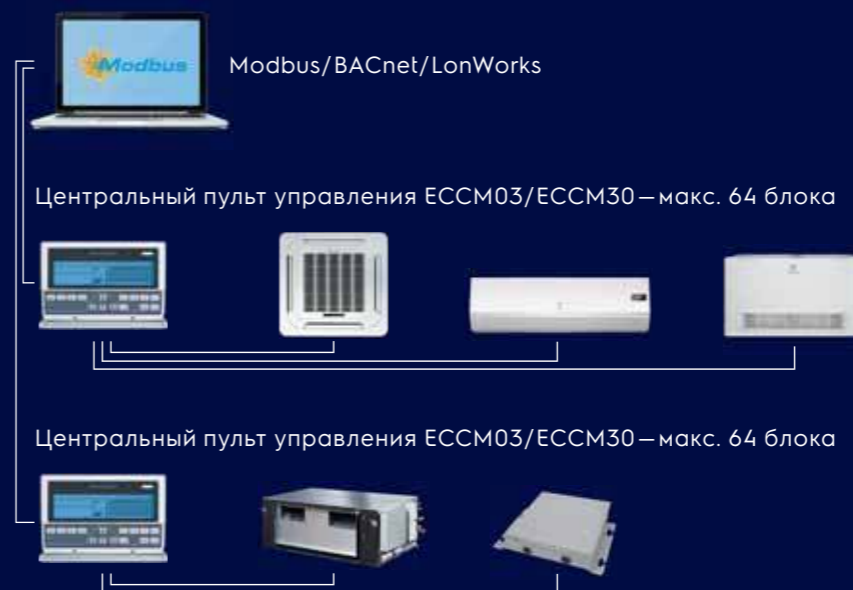 Modbus
Modbus/BACnet/LonWorks
Центральный пульт управления ECCM03/ECCM30—макс. 64 блока
Центральный пульт управления ECCM03/ECCM30—макс. 64 блока